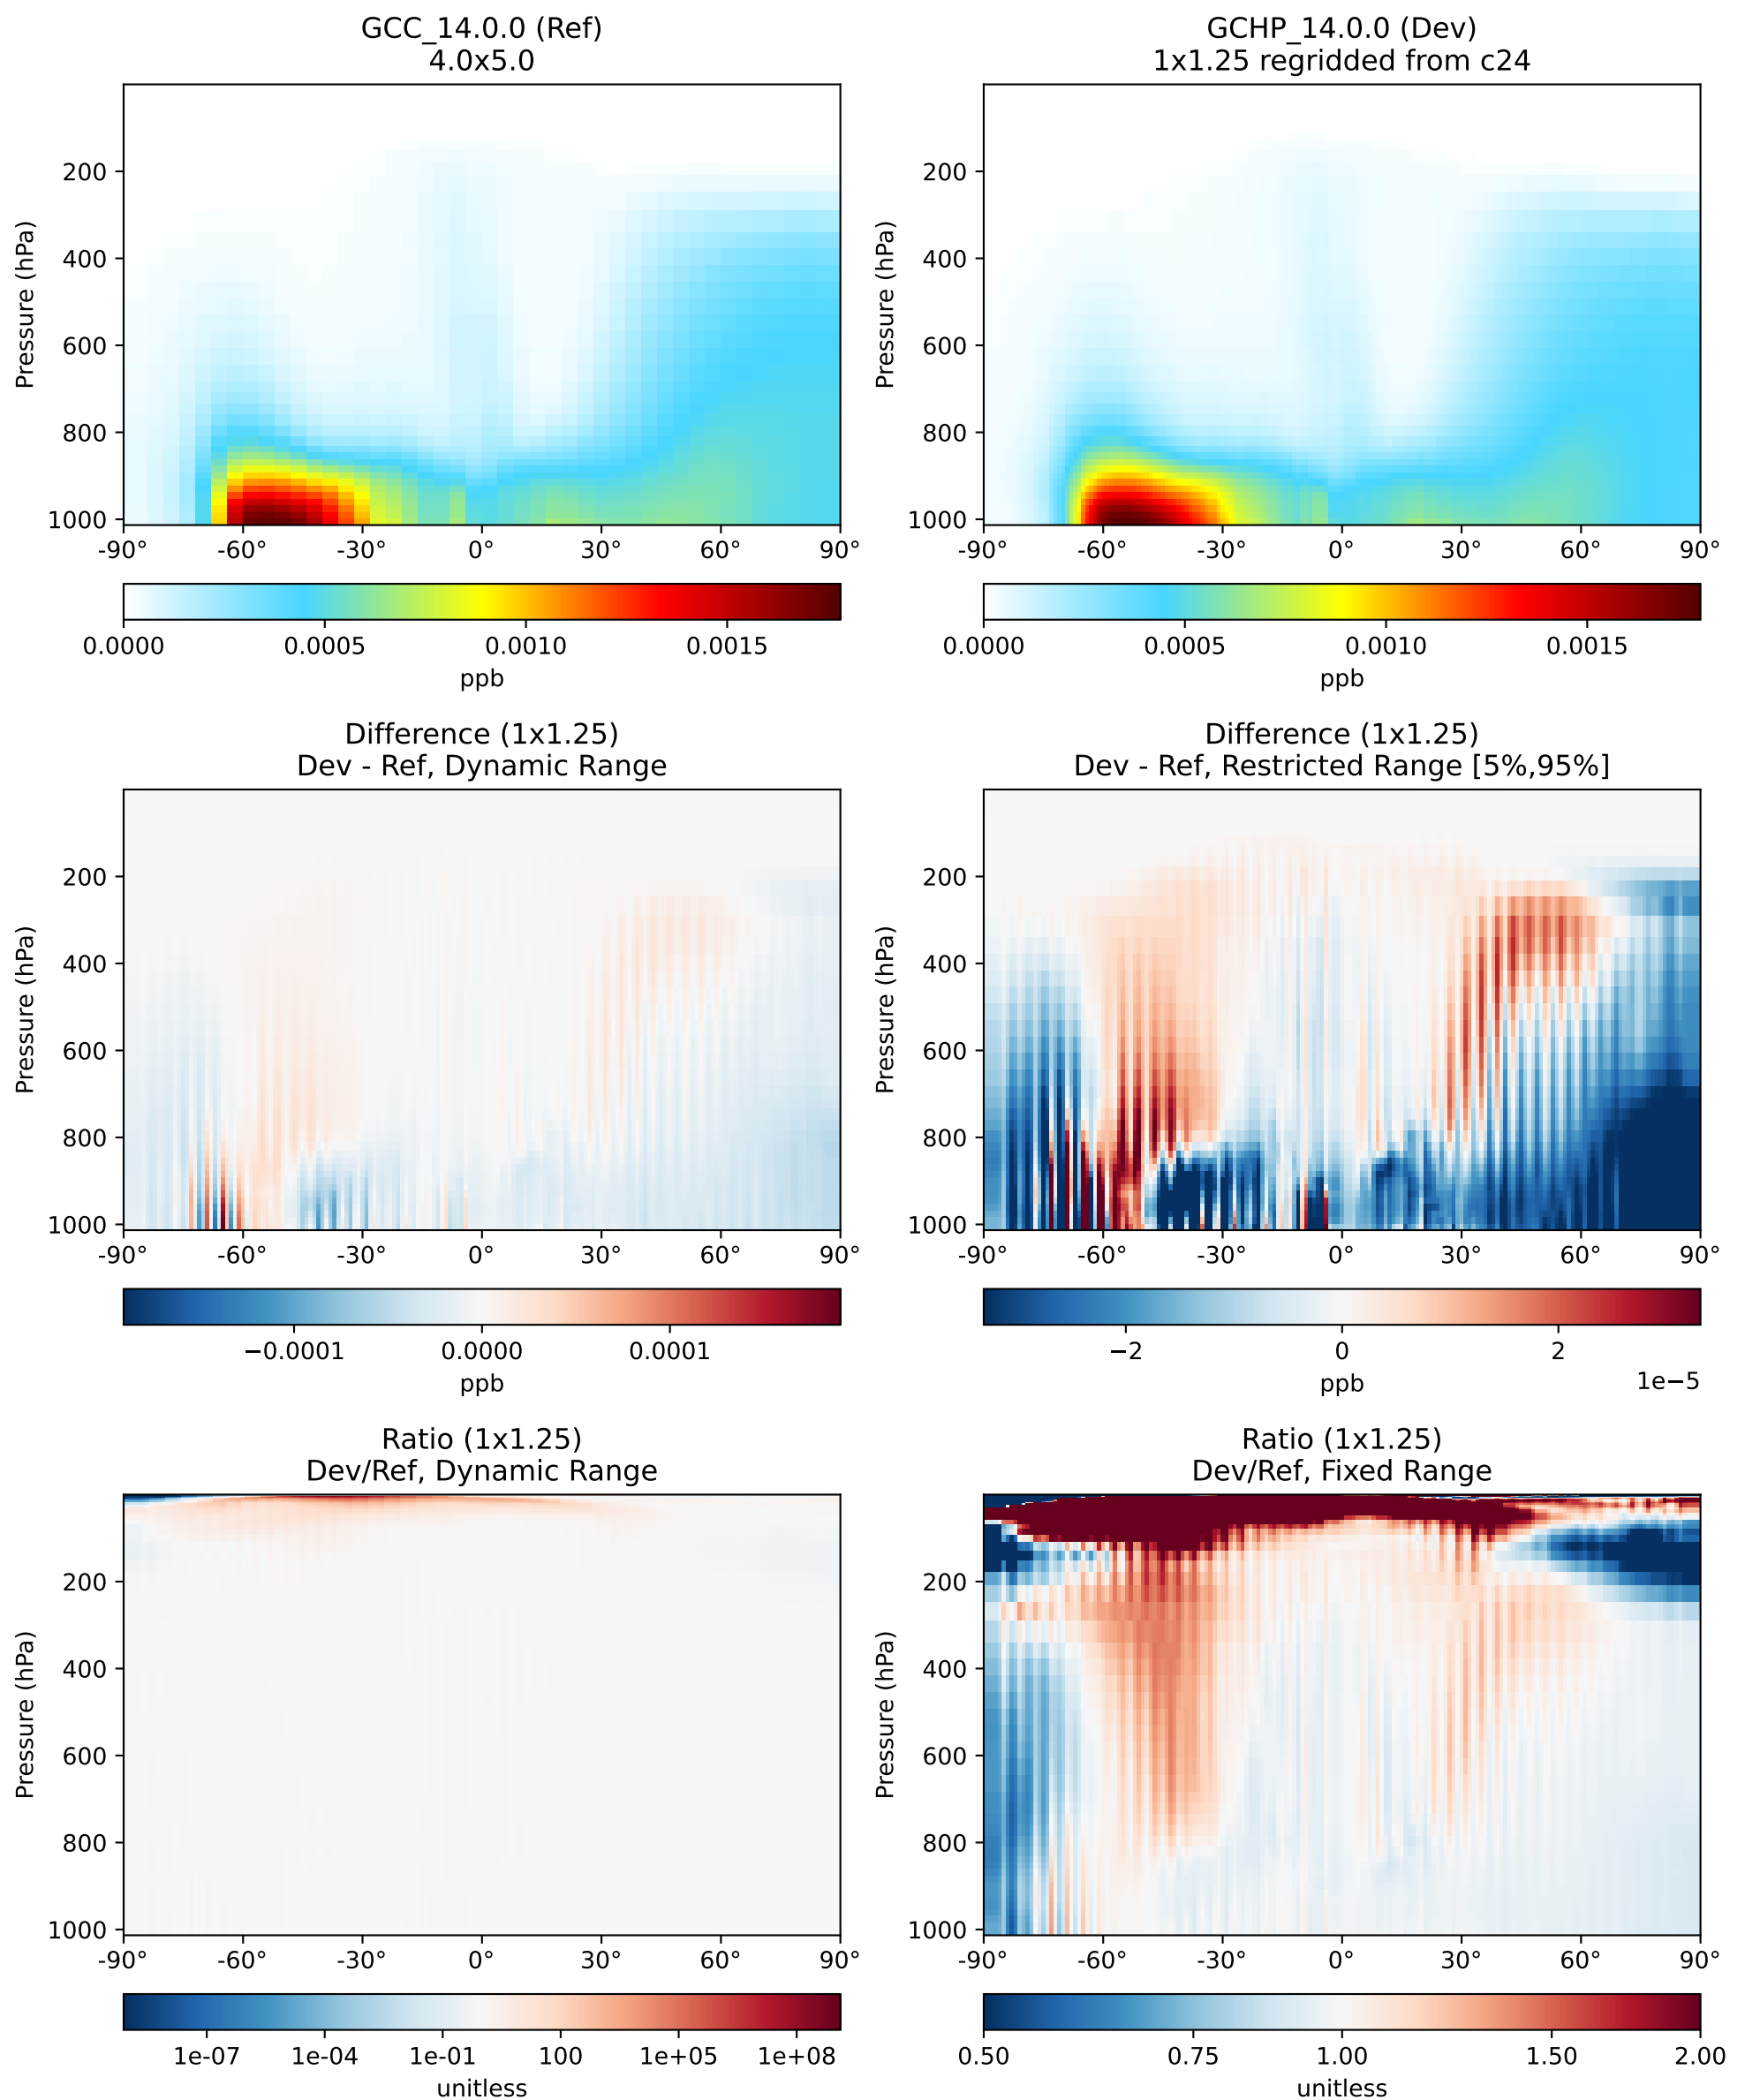 GCC_14.0.0 (Ref)
4.0x5.0
Pressure (hPa)
200
400
600
800
1000
-90° -60° -30° 0° 30° 60° 90°
0.0000 0.0005 0.0010 0.0015
ppb
GCHP_14.0.0 (Dev)
1x1.25 regridded from c24
Pressure (hPa)
200
400
600
800
1000
-90° -60° -30° 0° 30° 60° 90°
0.0000 0.0005 0.0010 0.0015
ppb
Difference (1x1.25)
Dev - Ref, Dynamic Range
Pressure (hPa)
200
400
600
800
1000
-90° -60° -30° 0° 30° 60° 90°
−0.0001 0.0000 0.0001
ppb
Difference (1x1.25)
Dev - Ref, Restricted Range [5%,95%]
Pressure (hPa)
200
400
600
800
1000
-90° -60° -30° 0° 30° 60° 90°
−2 0 2
ppb
1e−5
Ratio (1x1.25)
Dev/Ref, Dynamic Range
Pressure (hPa)
200
400
600
800
1000
-90° -60° -30° 0° 30° 60° 90°
1e-07 1e-04 1e-01 100 1e+05 1e+08
unitless
Ratio (1x1.25)
Dev/Ref, Fixed Range
Pressure (hPa)
200
400
600
800
1000
-90° -60° -30° 0° 30° 60° 90°
0.50 0.75 1.00 1.50 2.00
unitless